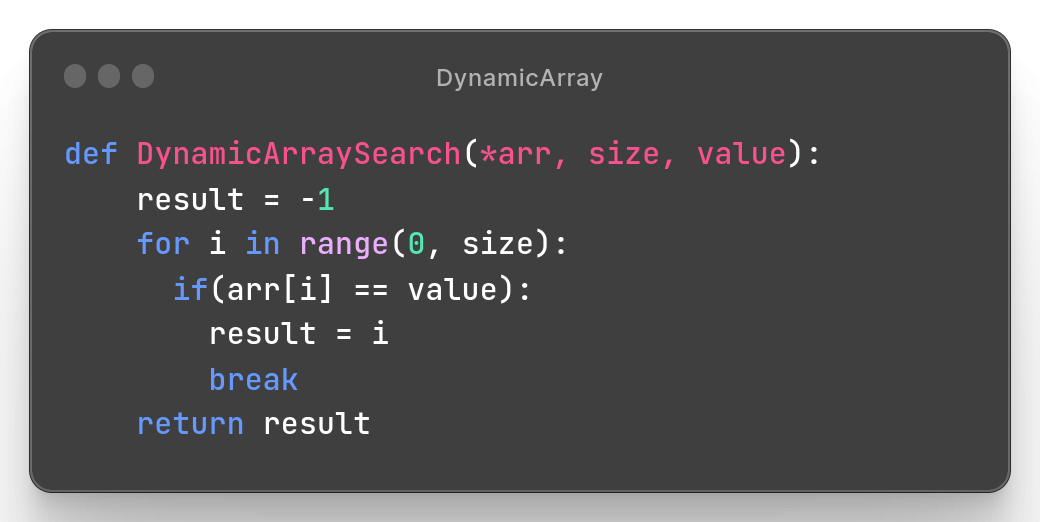 DynamicArray
def DynamicArraySearch(*arr, size, value):
    result = -1
    for i in range(0, size):
      if(arr[i] == value):
        result = i
        break
    return result